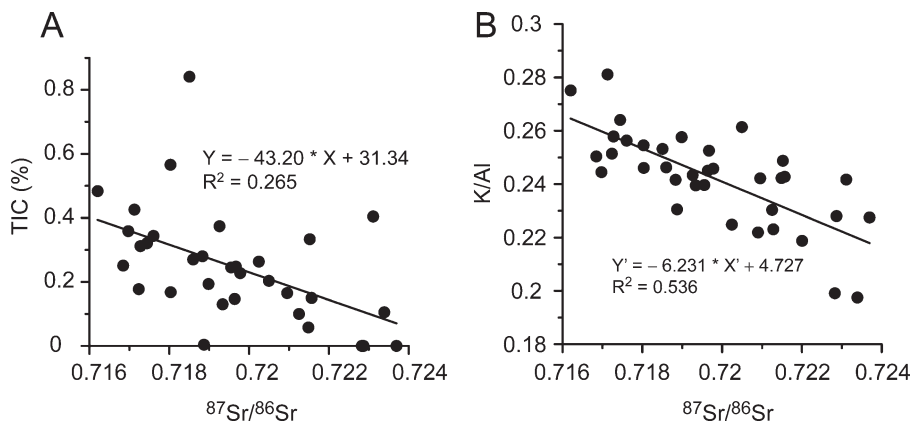 A
TIC (%)
0.8
0.6
0.4
0.2
0
Y = – 43.20 * X + 31.34
R² = 0.265
0.716
0.718
0.72
0.722
0.724
⁸⁷Sr/⁸⁶Sr
B
K/Al
0.3
0.28
0.26
0.24
0.22
0.2
0.18
Y' = – 6.231 * X' + 4.727
R² = 0.536
0.716
0.718
0.72
0.722
0.724
⁸⁷Sr/⁸⁶Sr